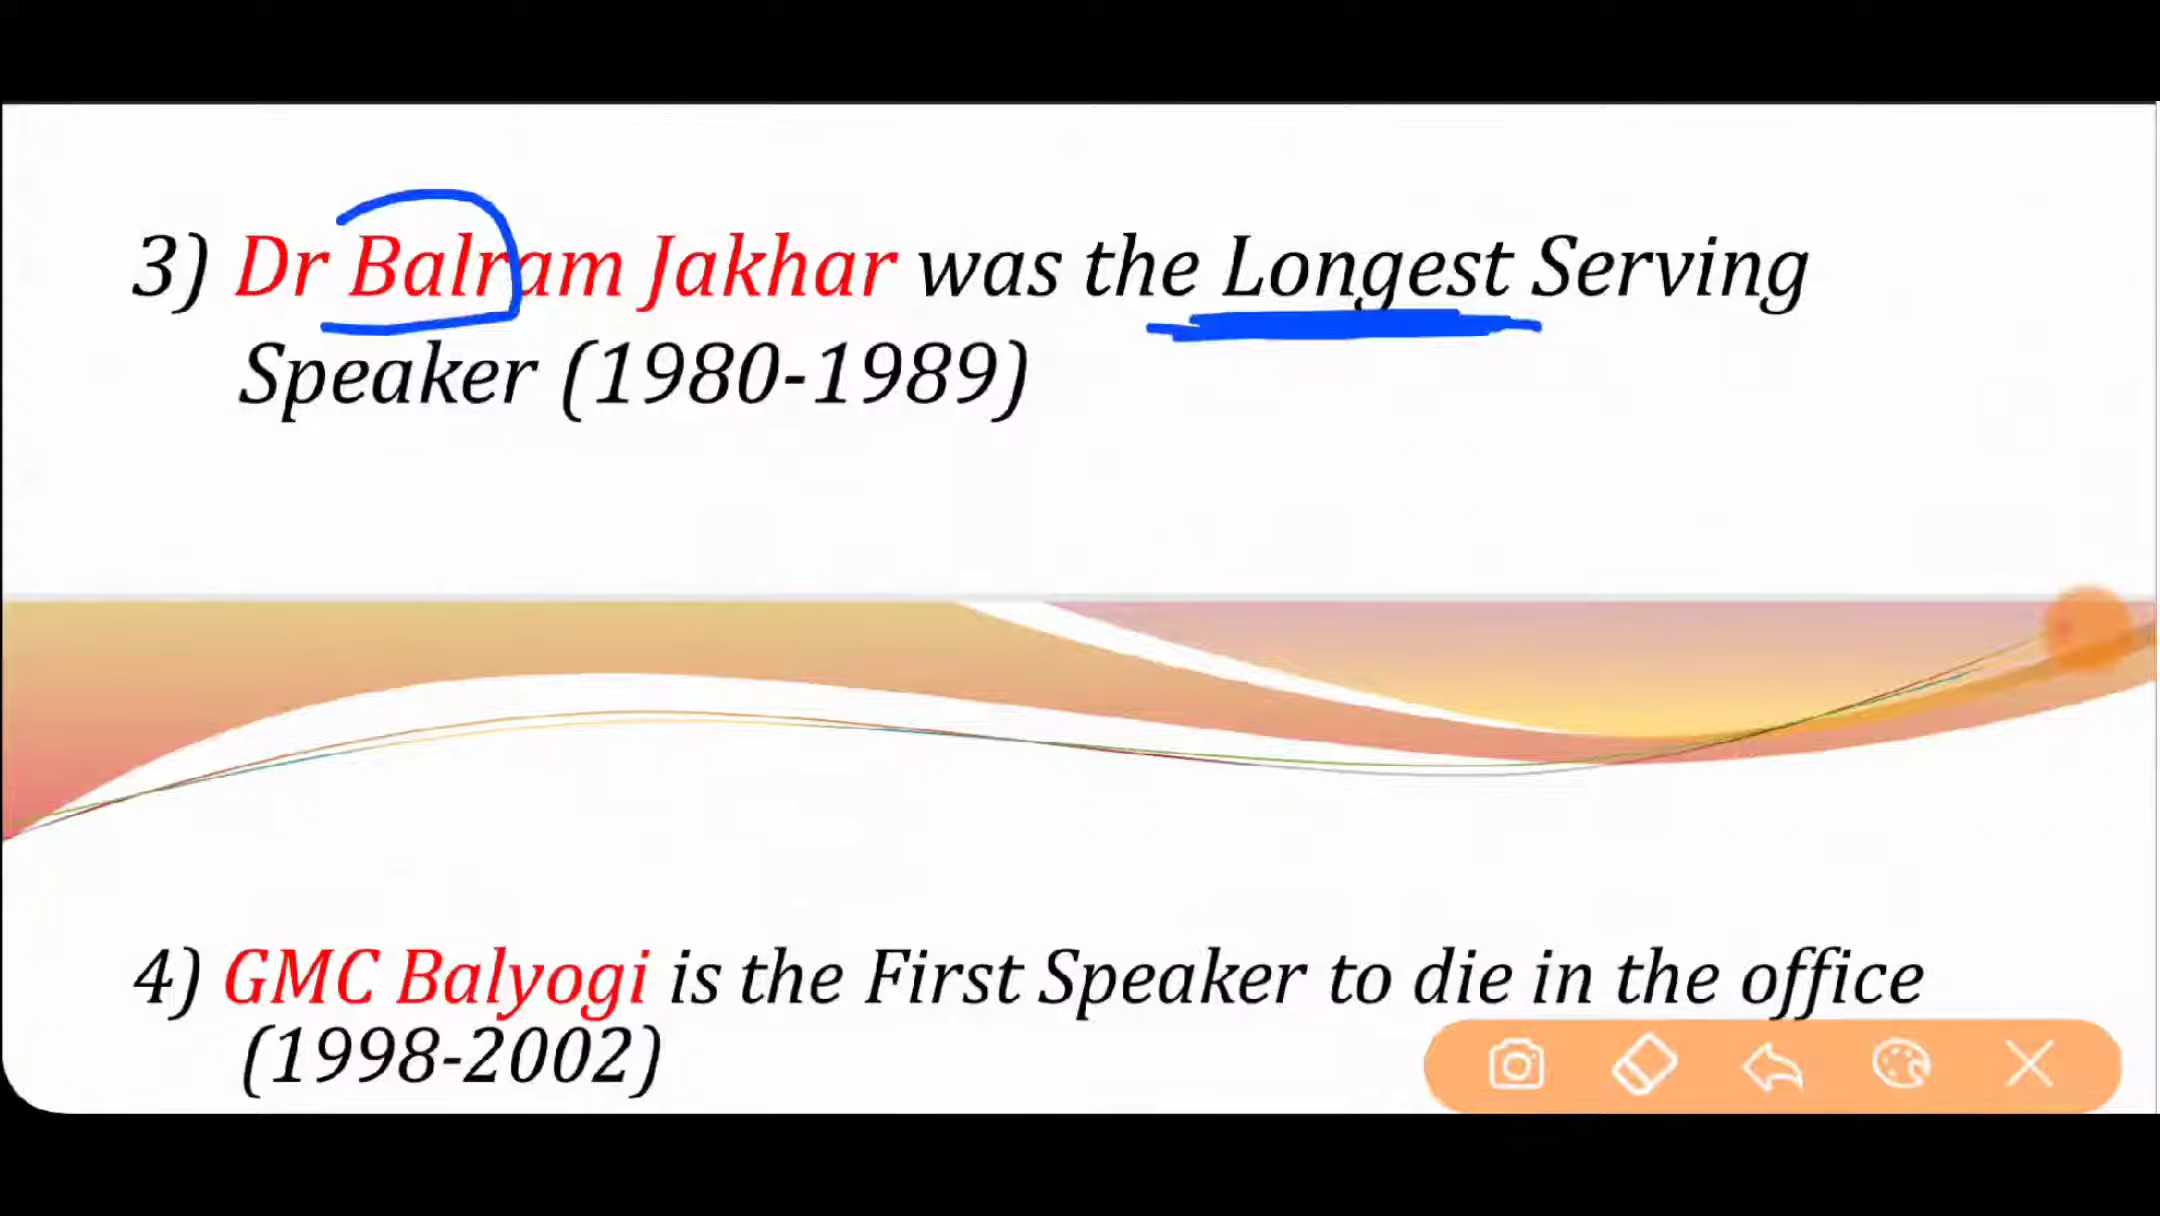 3) Dr Balram Jakhar was the Longest Serving
Speaker (1980-1989)
4) GMC Balyogi is the First Speaker to die in the office
(1998-2002)